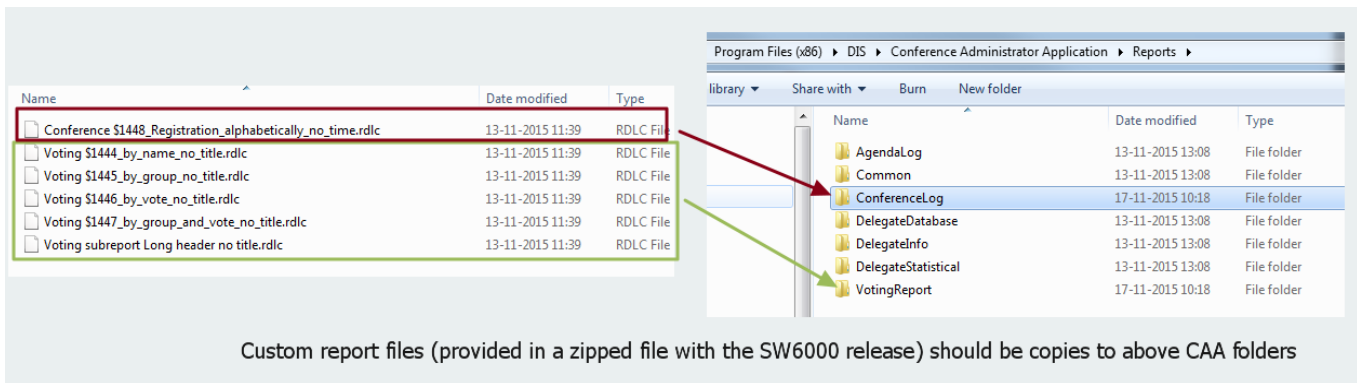 Name Date modified Type
Conference $1448_Registration_alphabetically_no_time.rdlc 13-11-2015 11:39 RDLC File
Voting $1444_by_name_no_title.rdlc 13-11-2015 11:39 RDLC File
Voting $1445_by_group_no_title.rdlc 13-11-2015 11:39 RDLC File
Voting $1446_by_vote_no_title.rdlc 13-11-2015 11:39 RDLC File
Voting $1447_by_group_and_vote_no_title.rdlc 13-11-2015 11:39 RDLC File
Voting subreport Long header no title.rdlc 13-11-2015 11:39 RDLC File
Program Files (x86) ▸ DIS ▸ Conference Administrator Application ▸ Reports ▸
library Share with Burn New folder
Name Date modified Type
AgendaLog 13-11-2015 13:08 File folder
Common 13-11-2015 13:08 File folder
ConferenceLog 17-11-2015 10:18 File folder
DelegateDatabase 13-11-2015 13:08 File folder
DelegateInfo 13-11-2015 13:08 File folder
DelegateStatistical 13-11-2015 13:08 File folder
VotingReport 17-11-2015 10:18 File folder
Custom report files (provided in a zipped file with the SW6000 release) should be copies to above CAA folders